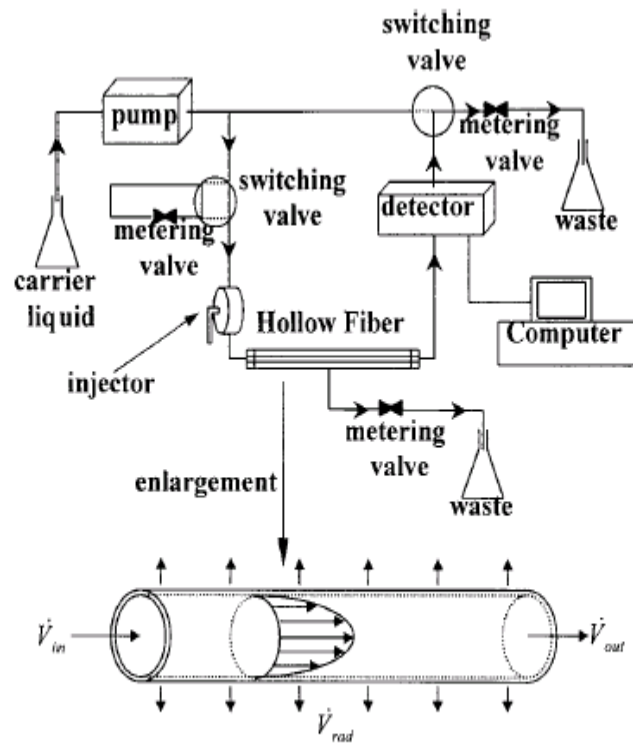 switching
valve
pump
metering
valve
waste
switching
valve
metering
valve
detector
carrier
liquid
Hollow Fiber
Computer
injector
metering
valve
waste
enlargement
V̇in
V̇out
V̇rad